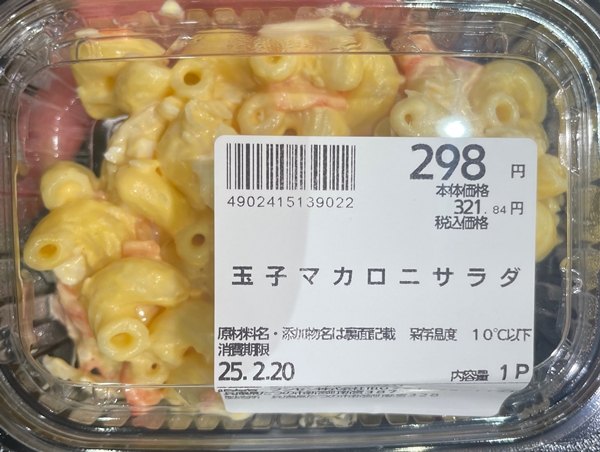 298 円
本体価格
4902415139022
321.84円
税込価格
玉子マカロニサラダ
原材料名・添加物名は裏面記載 保存温度 10℃以下
消費期限
25.2.20 内容量 1P